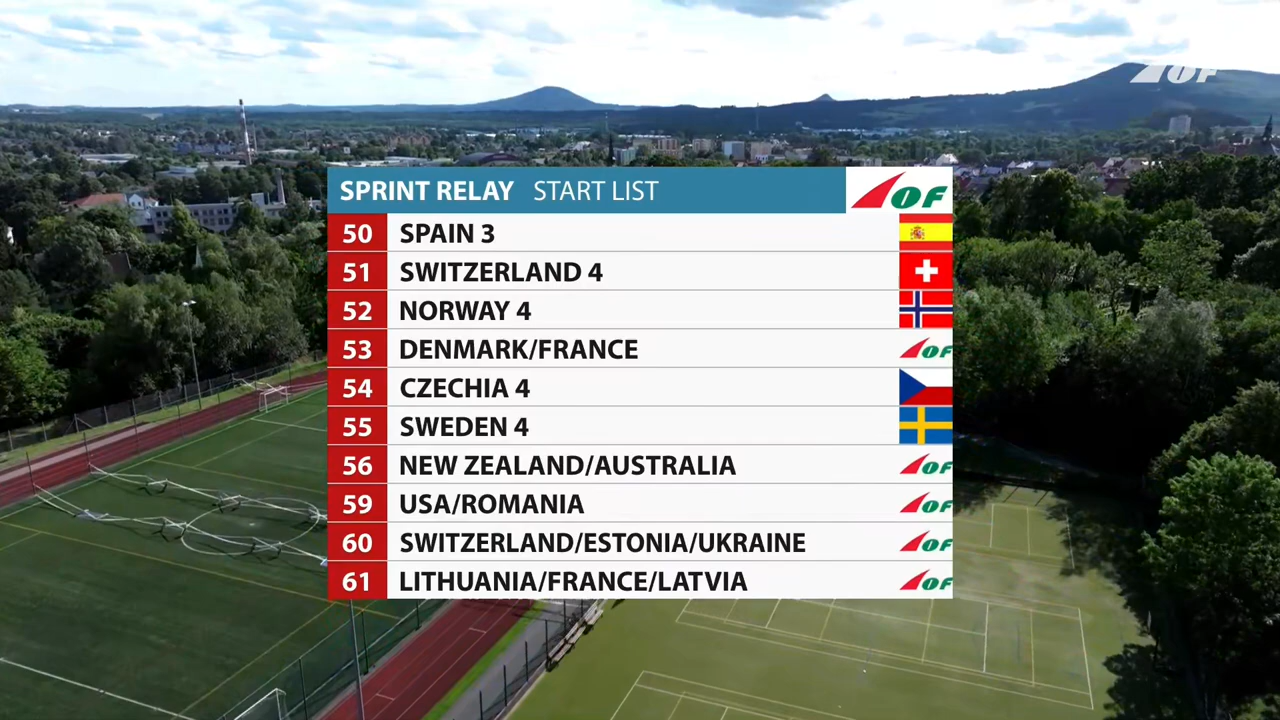 IOF
SPRINT RELAY START LIST IOF
50 SPAIN 3
51 SWITZERLAND 4
52 NORWAY 4
53 DENMARK/FRANCE IOF
54 CZECHIA 4
55 SWEDEN 4
56 NEW ZEALAND/AUSTRALIA IOF
59 USA/ROMANIA IOF
60 SWITZERLAND/ESTONIA/UKRAINE IOF
61 LITHUANIA/FRANCE/LATVIA IOF